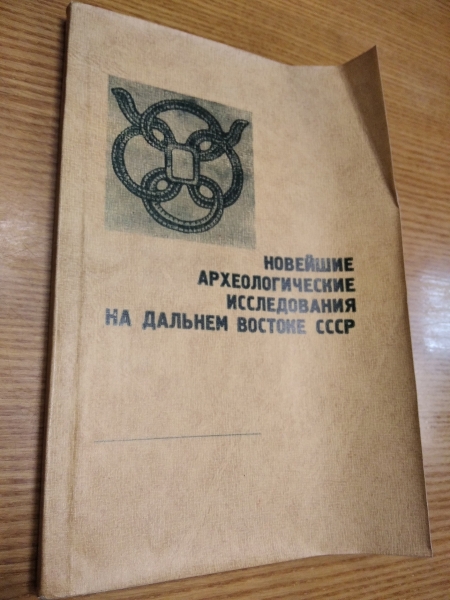 НОВЕЙШИЕ
АРХЕОЛОГИЧЕСКИЕ
ИССЛЕДОВАНИЯ
НА ДАЛЬНЕМ ВОСТОКЕ СССР